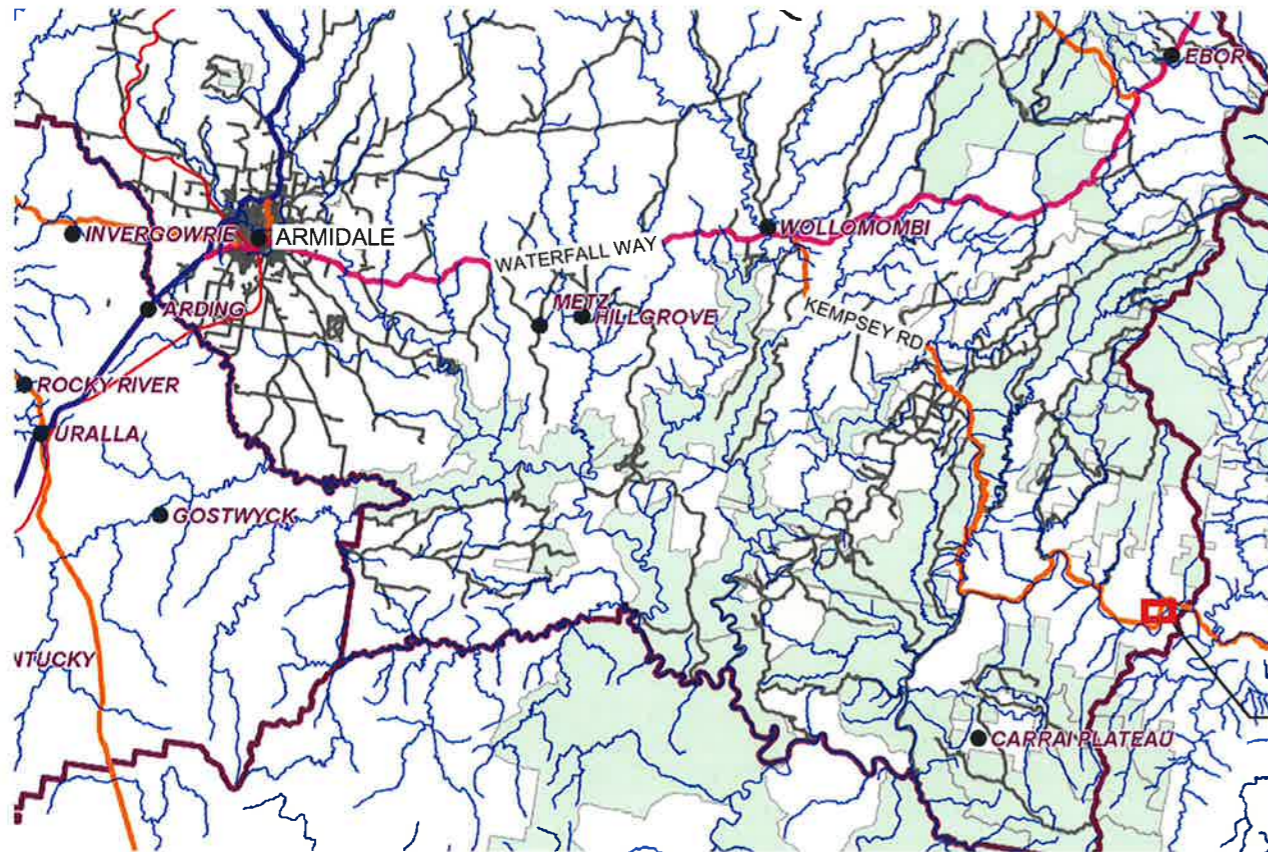 EBOR
INVERGOWRIE
ARMIDALE
WOLLOMOMBI
WATERFALL WAY
ARDING
METZ
HILLGROVE
KEMPSEY RD
ROCKY RIVER
URALLA
GOSTWYCK
NTUCKY
CARRAI PLATEAU